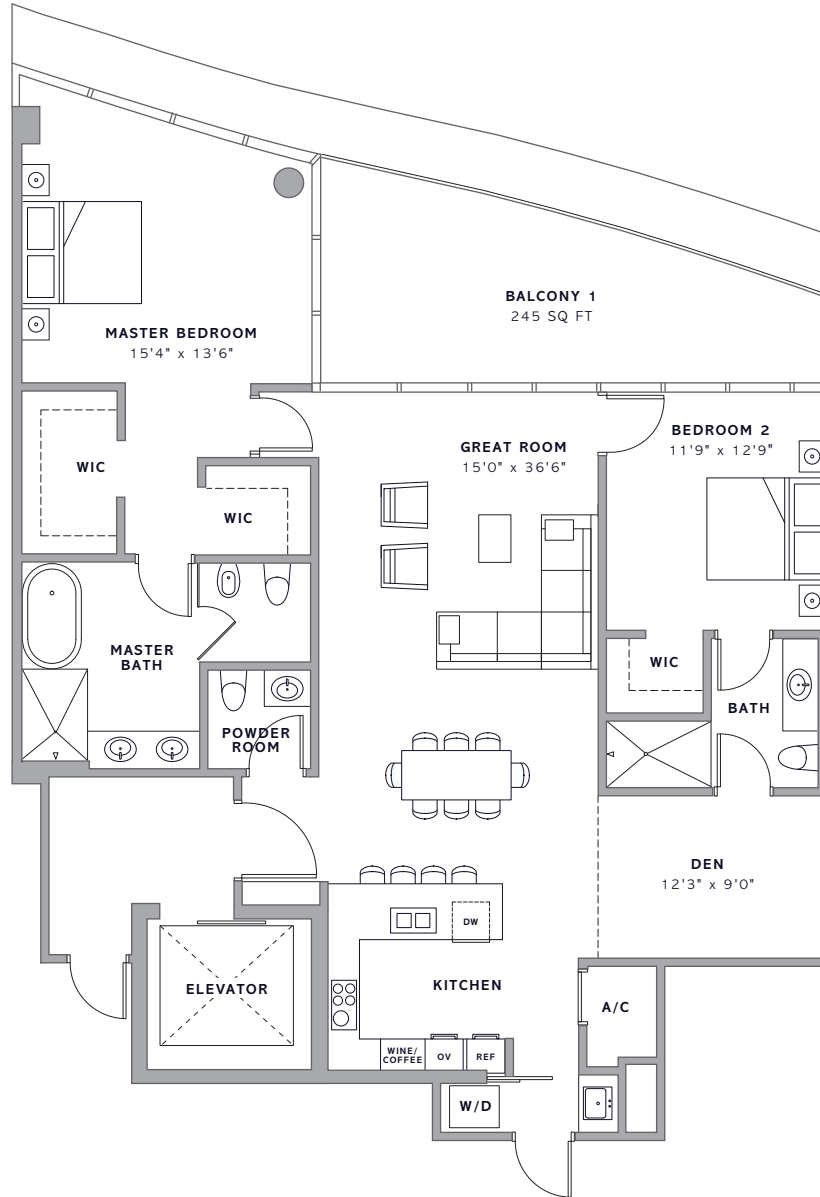 BALCONY 1
245 SQ FT
MASTER BEDROOM
15'4" x 13'6"
GREAT ROOM
15'0" x 36'6"
BEDROOM 2
11'9" x 12'9"
WIC
WIC
MASTER
BATH
WIC
BATH
POWDER
ROOM
DEN
12'3" x 9'0"
DW
ELEVATOR
KITCHEN
A/C
WINE/
COFFEE
OV
REF
W/D